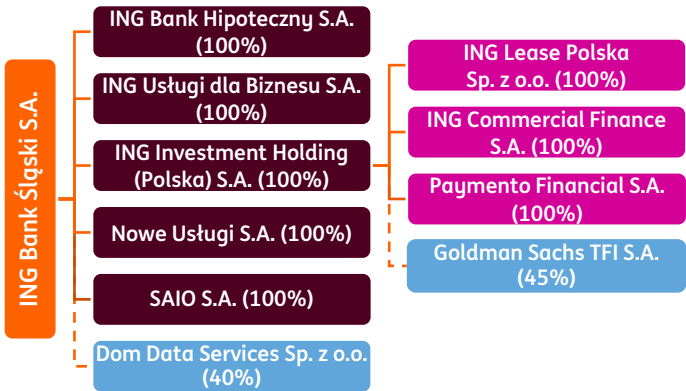 ING Bank Śląski S.A.
ING Bank Hipoteczny S.A.
(100%)
ING Usługi dla Biznesu S.A.
(100%)
ING Investment Holding
(Polska) S.A. (100%)
Nowe Usługi S.A. (100%)
SAIO S.A. (100%)
Dom Data Services Sp. z o.o.
(40%)
ING Lease Polska
Sp. z o.o. (100%)
ING Commercial Finance
S.A. (100%)
Paymento Financial S.A.
(100%)
Goldman Sachs TFI S.A.
(45%)